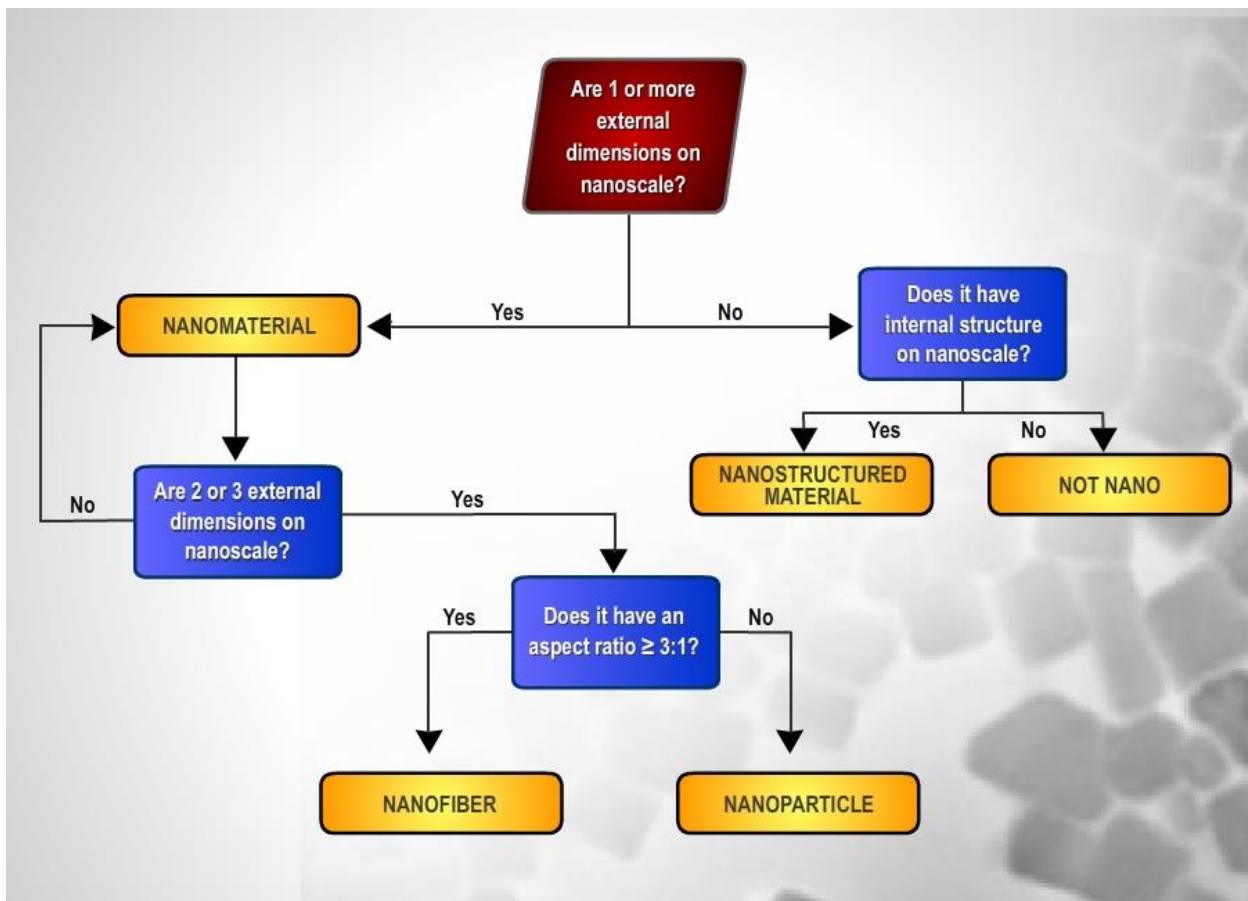 Are 1 or more
external
dimensions on
nanoscale?
Yes
No
NANOMATERIAL
Does it have
internal structure
on nanoscale?
Yes
No
NANOSTRUCTURED
MATERIAL
NOT NANO
No
Are 2 or 3 external
dimensions on
nanoscale?
Yes
Yes
Does it have an
aspect ratio ≥ 3:1?
No
NANOFIBER
NANOPARTICLE